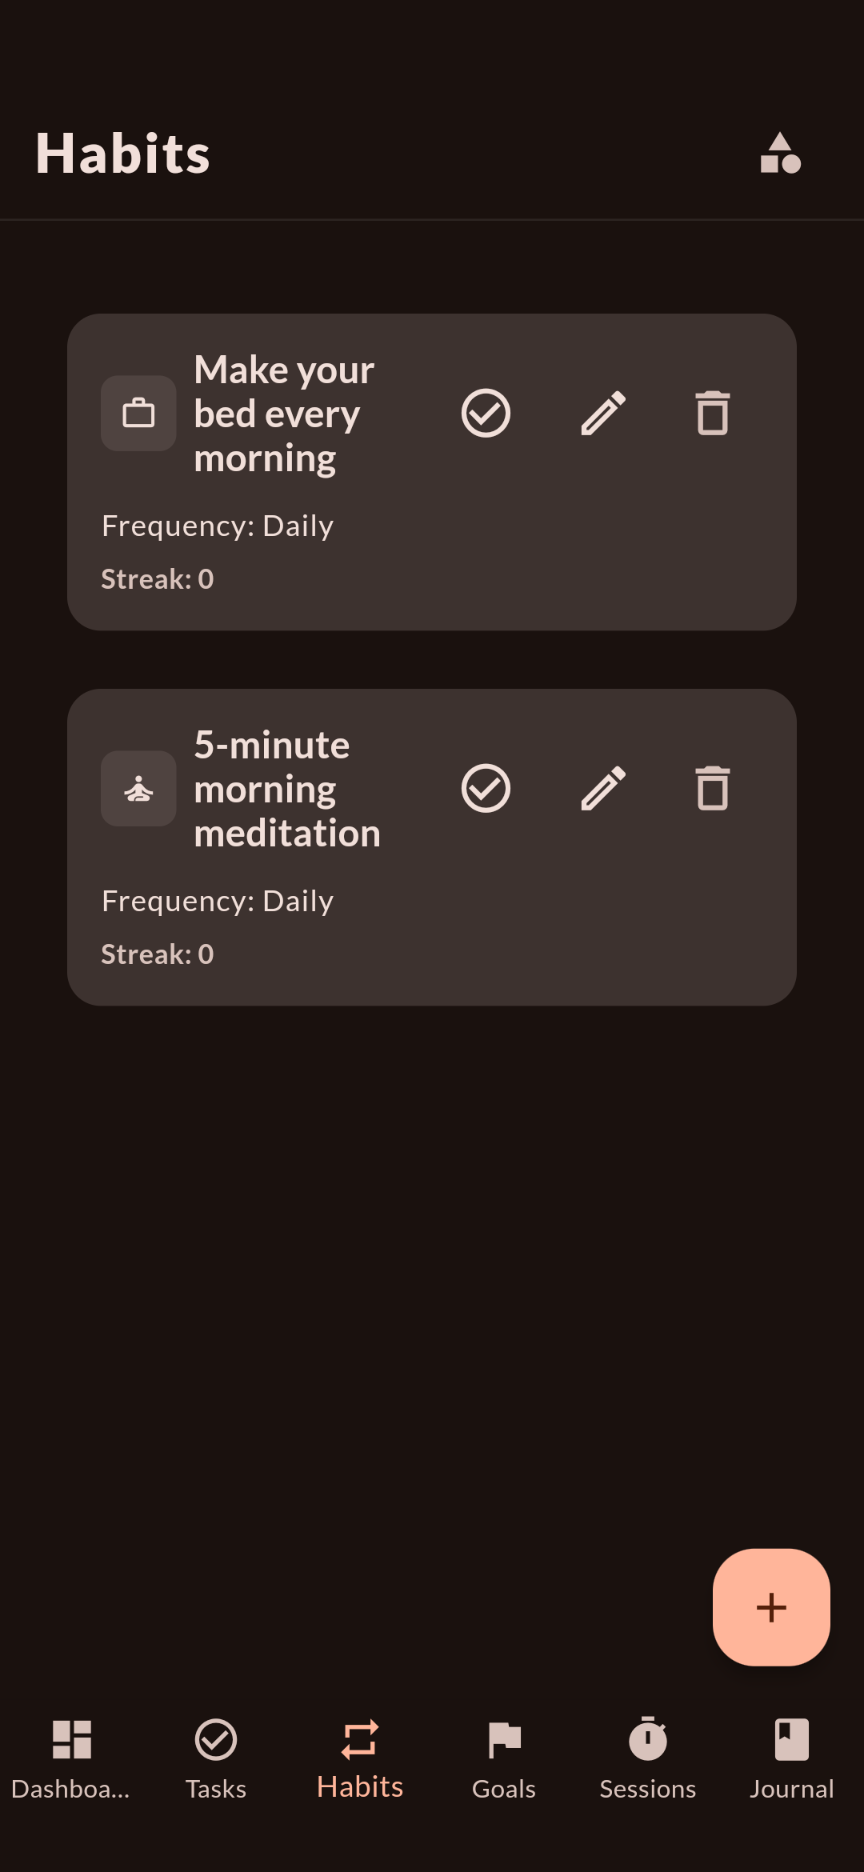 Habits
Make your
bed every
morning
Frequency: Daily
Streak: 0
5-minute
morning
meditation
Frequency: Daily
Streak: 0
Dashboa...
Tasks
Habits
Goals
Sessions
Journal